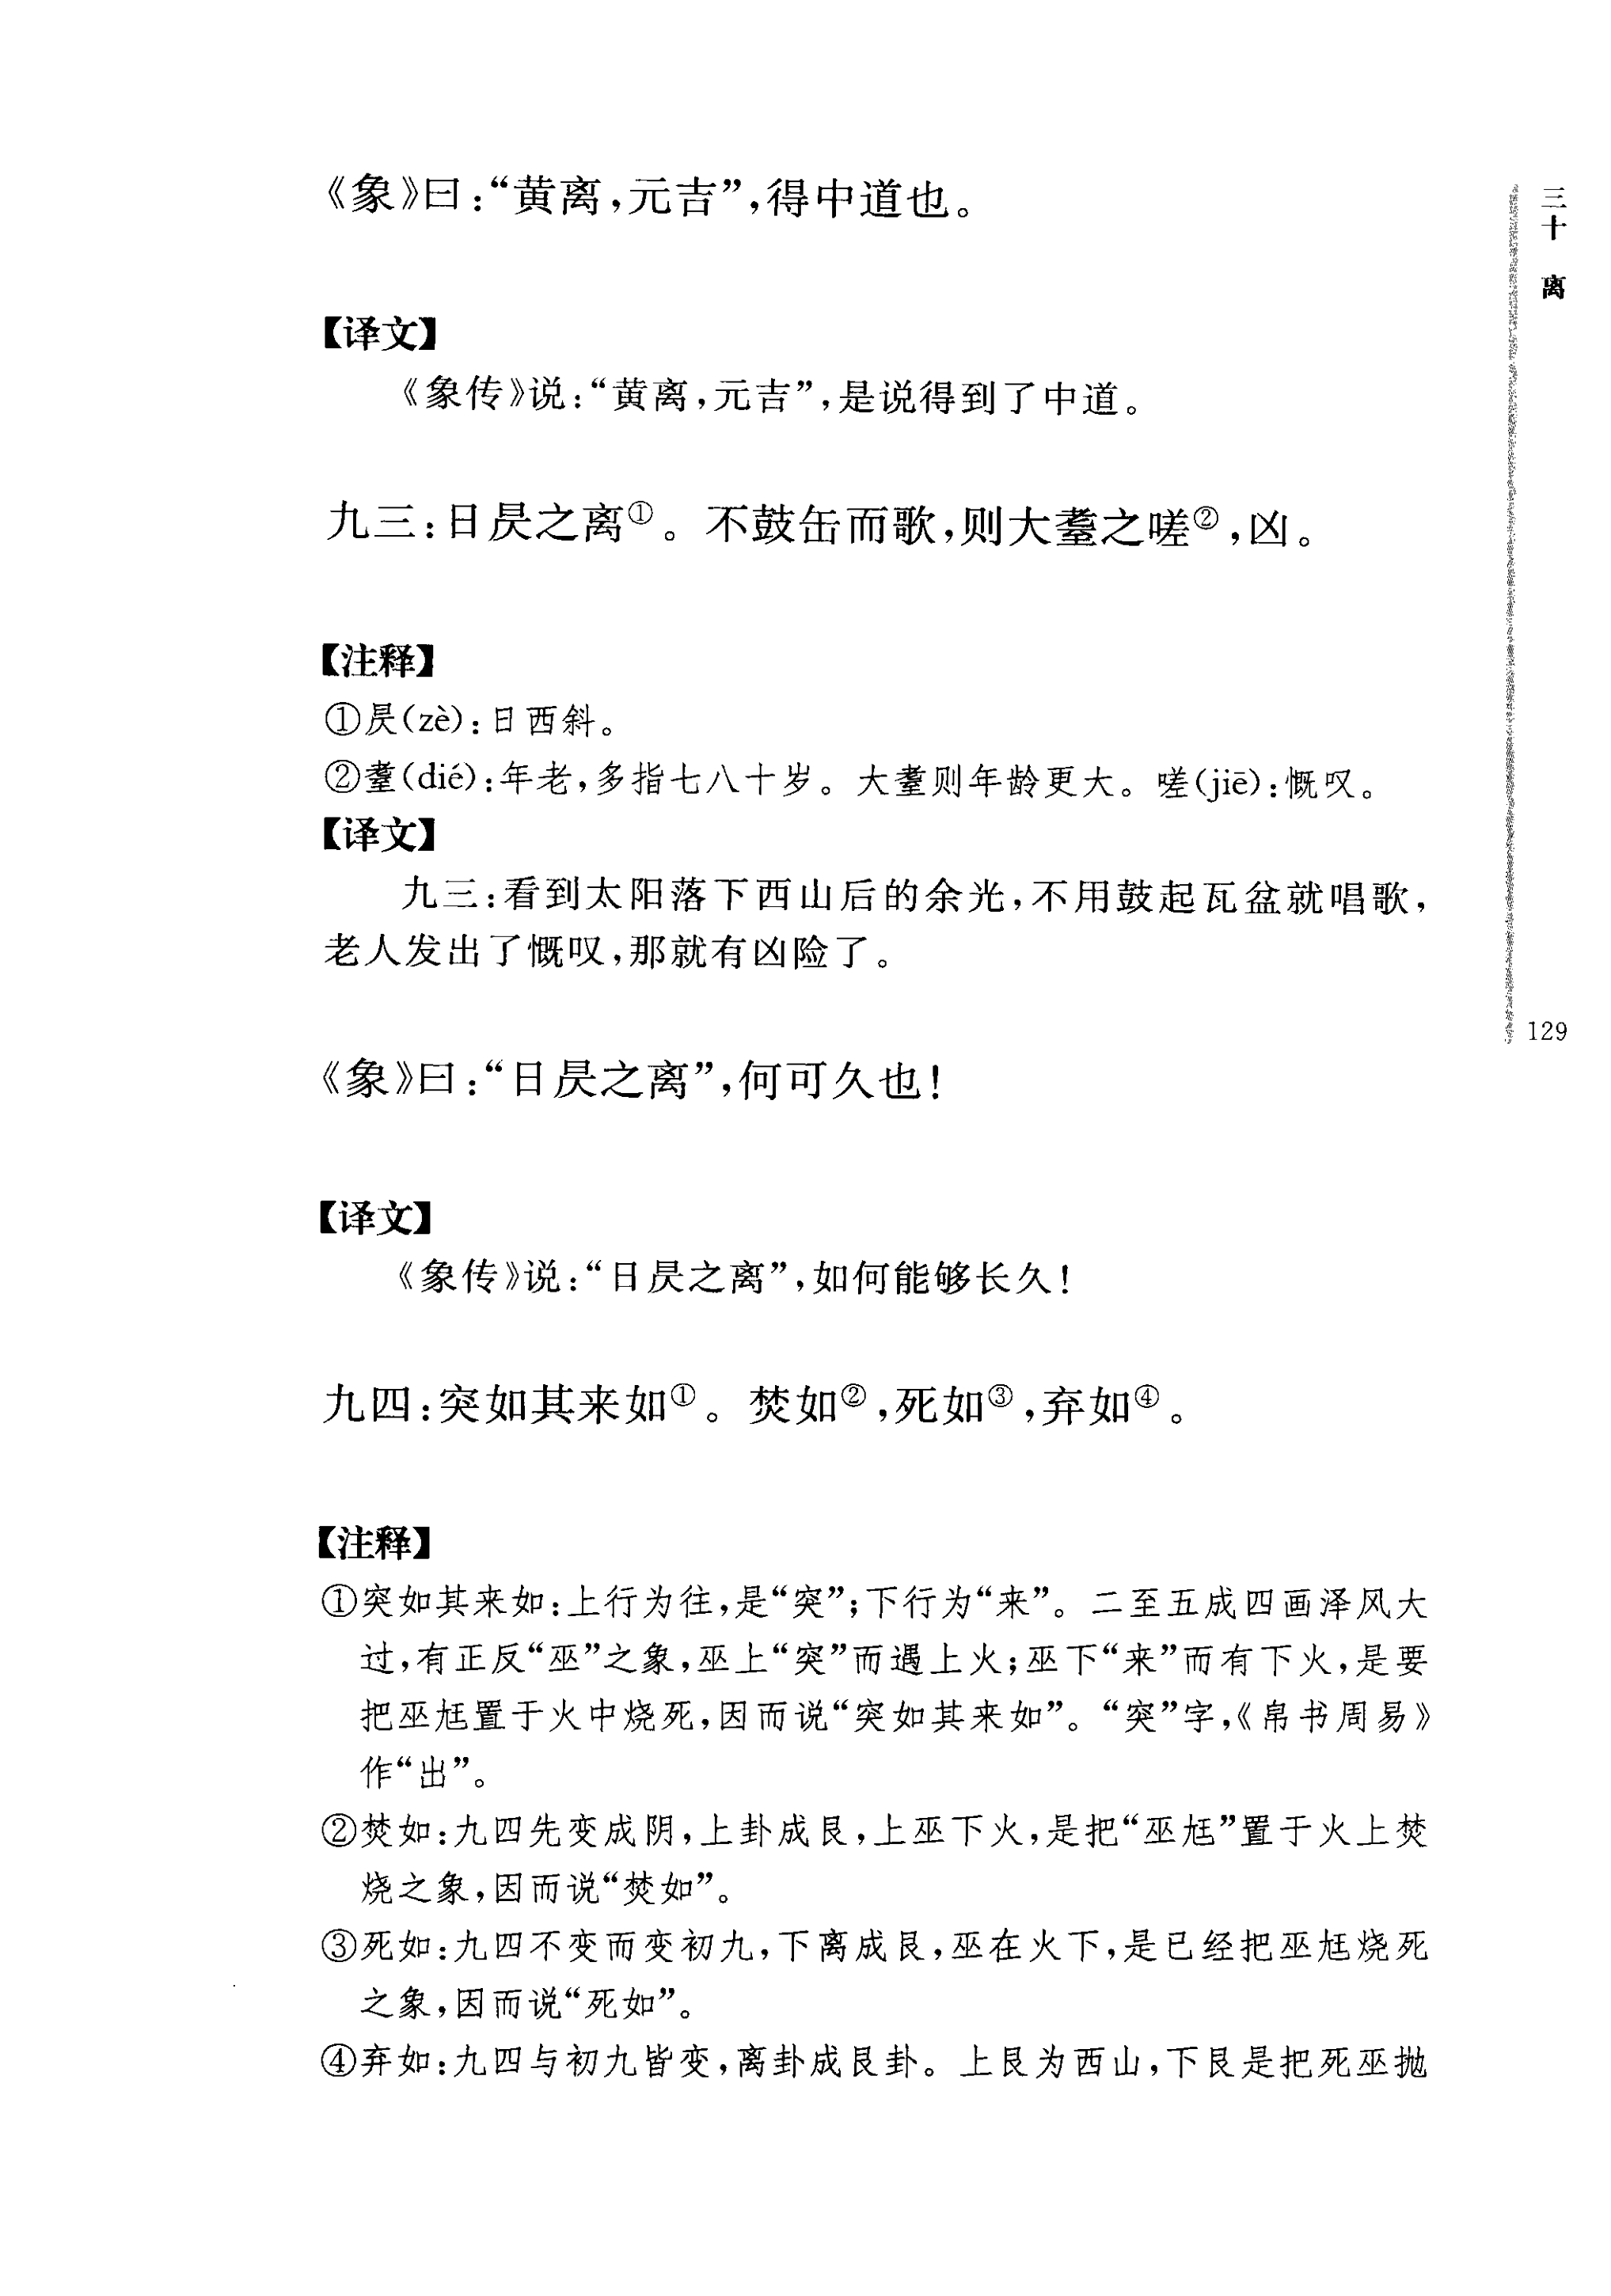 《象》曰：“黄离，元吉”，得中道也。
【译文】
《象传》说：“黄离，元吉”，是说得到了中道。
九三：日昃之离①。不鼓缶而歌，则大耋之嗟②，凶。
【注释】
①昃(zè)：日西斜。
②耋(dié)：年老，多指七八十岁。大耋则年龄更大。嗟(jiē)：慨叹。
【译文】
九三：看到太阳落下西山后的余光，不用鼓起瓦盆就唱歌，
老人发出了慨叹，那就有凶险了。
《象》曰：“日昃之离”，何可久也！
【译文】
《象传》说：“日昃之离”，如何能够长久！
九四：突如其来如①。焚如②，死如③，弃如④。
【注释】
①突如其来如：上行为往，是“突”；下行为“来”。二至五成四画泽风大
过，有正反“巫”之象，巫上“突”而遇上火；巫下“来”而有下火，是要
把巫尪置于火中烧死，因而说“突如其来如”。“突”字，《帛书周易》
作“出”。
②焚如：九四先变成阴，上卦成艮，上巫下火，是把“巫尪”置于火上焚
烧之象，因而说“焚如”。
③死如：九四不变而变初九，下离成艮，巫在火下，是已经把巫尪烧死
之象，因而说“死如”。
④弃如：九四与初九皆变，离卦成艮卦。上艮为西山，下艮是把死巫抛
三十 离
129